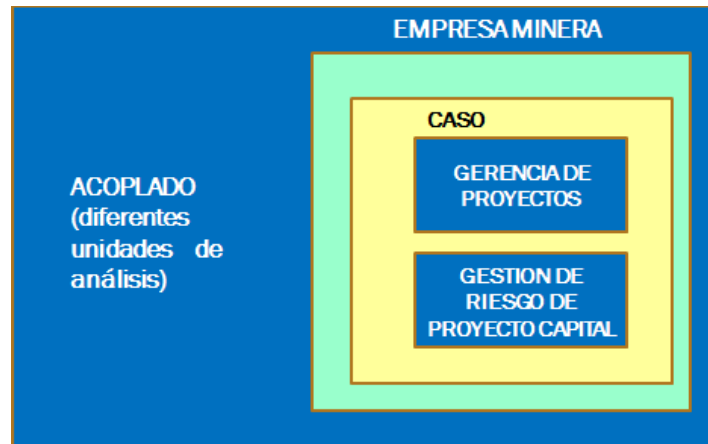 EMPRESA MINERA
CASO
GERENCIA DE
PROYECTOS
ACOPLADO
(diferentes
unidades de
análisis)
GESTION DE
RIESGO DE
PROYECTO CAPITAL